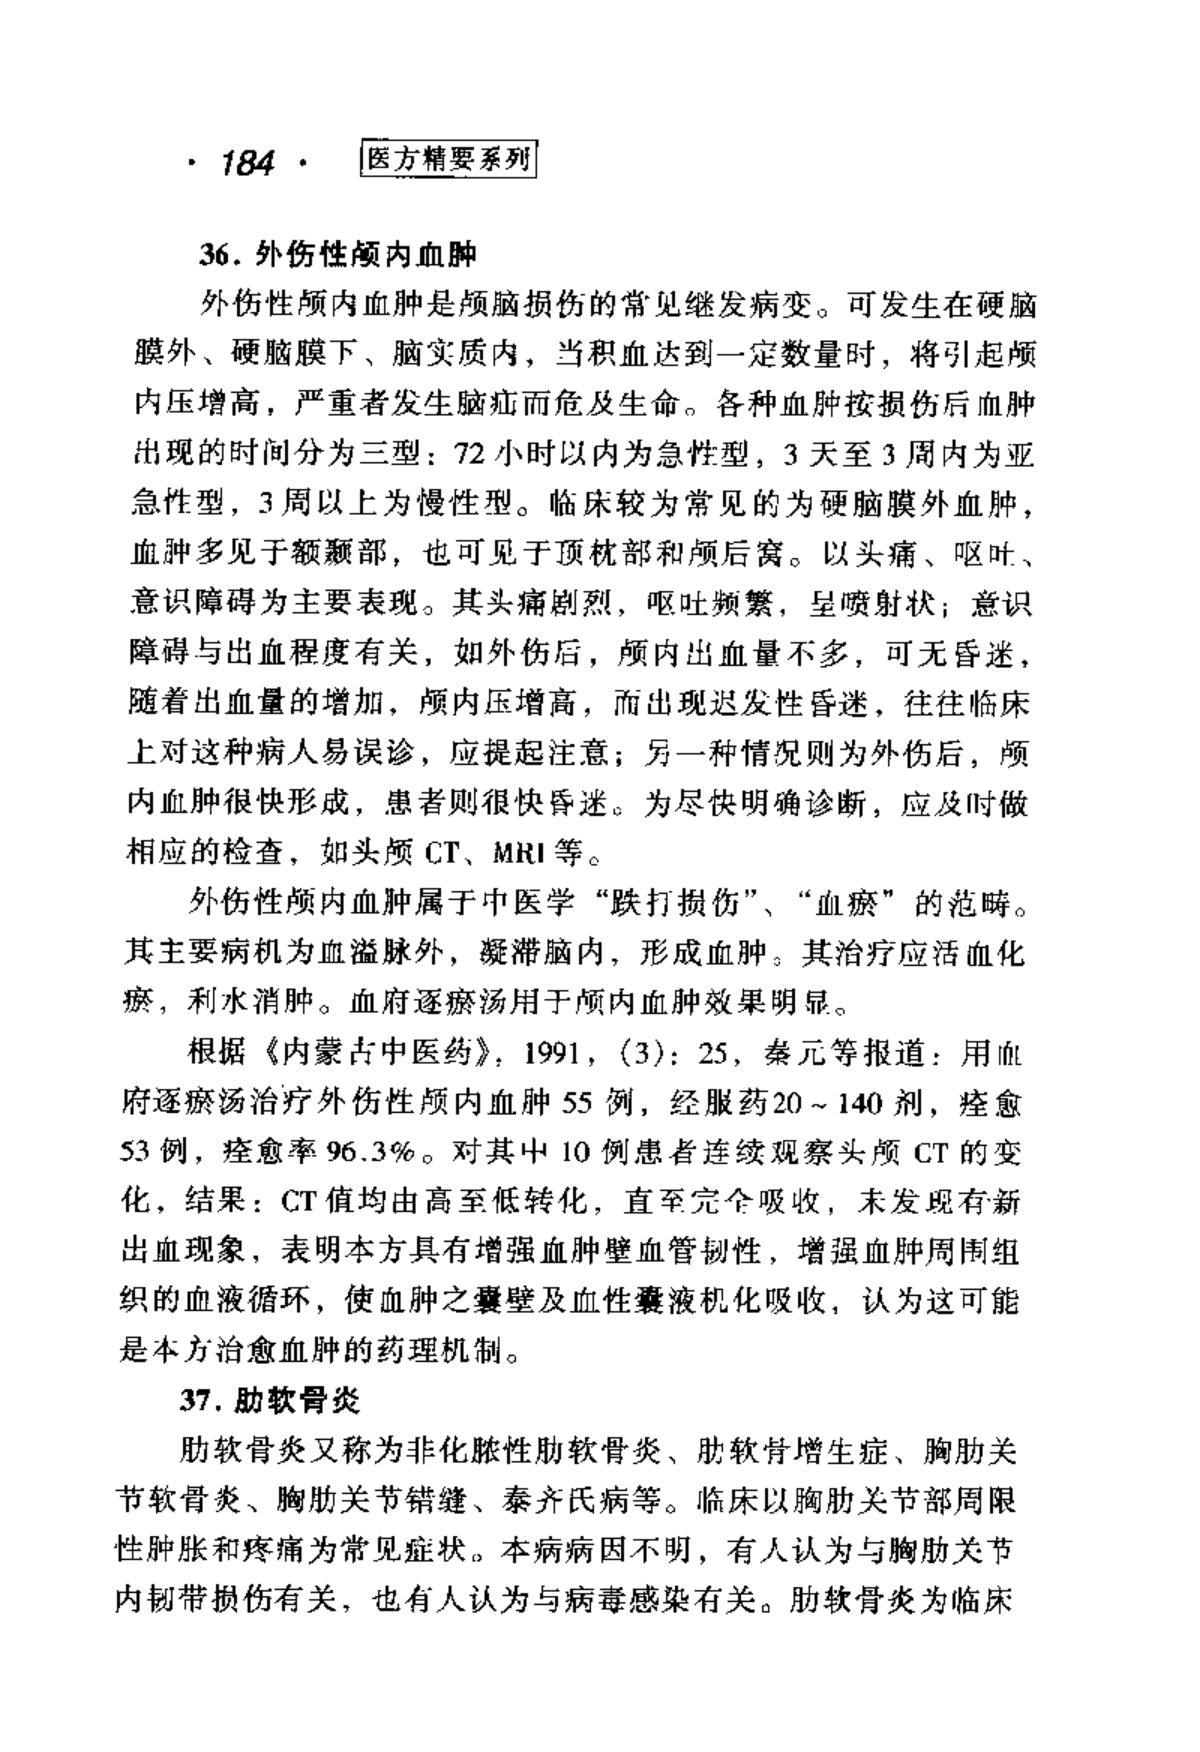 · 184 · 医方精要系列
36. 外伤性颅内血肿
外伤性颅内血肿是颅脑损伤的常见继发病变。可发生在硬脑
膜外、硬脑膜下、脑实质内，当积血达到一定数量时，将引起颅
内压增高，严重者发生脑疝而危及生命。各种血肿按损伤后血肿
出现的时间分为三型：72 小时以内为急性型，3 天至 3 周内为亚
急性型，3 周以上为慢性型。临床较为常见的为硬脑膜外血肿，
血肿多见于额颞部，也可见于顶枕部和颅后窝。以头痛、呕吐、
意识障碍为主要表现。其头痛剧烈，呕吐频繁，呈喷射状；意识
障碍与出血程度有关，如外伤后，颅内出血量不多，可无昏迷，
随着出血量的增加，颅内压增高，而出现迟发性昏迷，往往临床
上对这种病人易误诊，应提起注意；另一种情况则为外伤后，颅
内血肿很快形成，患者则很快昏迷。为尽快明确诊断，应及时做
相应的检查，如头颅 CT、MRI 等。
外伤性颅内血肿属于中医学“跌打损伤”、“血瘀”的范畴。
其主要病机为血溢脉外，凝滞脑内，形成血肿。其治疗应活血化
瘀，利水消肿。血府逐瘀汤用于颅内血肿效果明显。
根据《内蒙古中医药》，1991，(3)：25，秦元等报道：用血
府逐瘀汤治疗外伤性颅内血肿 55 例，经服药20～140 剂，痊愈
53 例，痊愈率 96.3%。对其中 10 例患者连续观察头颅 CT 的变
化，结果：CT 值均由高至低转化，直至完全吸收，未发现有新
出血现象，表明本方具有增强血肿壁血管韧性，增强血肿周围组
织的血液循环，使血肿之囊壁及血性囊液机化吸收，认为这可能
是本方治愈血肿的药理机制。
37. 肋软骨炎
肋软骨炎又称为非化脓性肋软骨炎、肋软骨增生症、胸肋关
节软骨炎、胸肋关节错缝、泰齐氏病等。临床以胸肋关节部周限
性肿胀和疼痛为常见症状。本病病因不明，有人认为与胸肋关节
内韧带损伤有关，也有人认为与病毒感染有关。肋软骨炎为临床